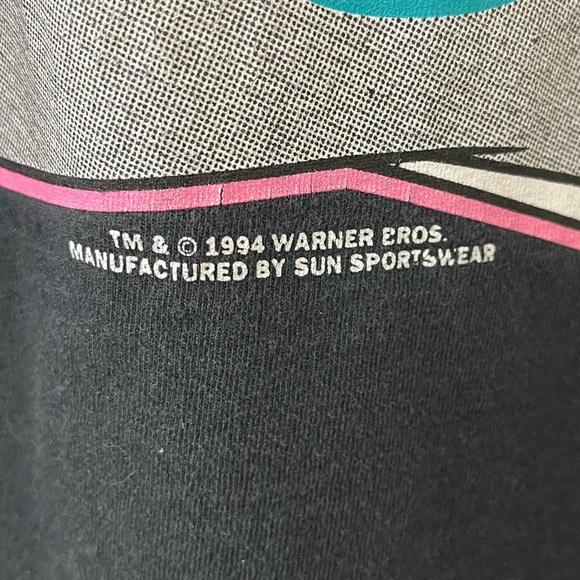 TM & © 1994 WARNER BROS.
MANUFACTURED BY SUN SPORTSWEAR